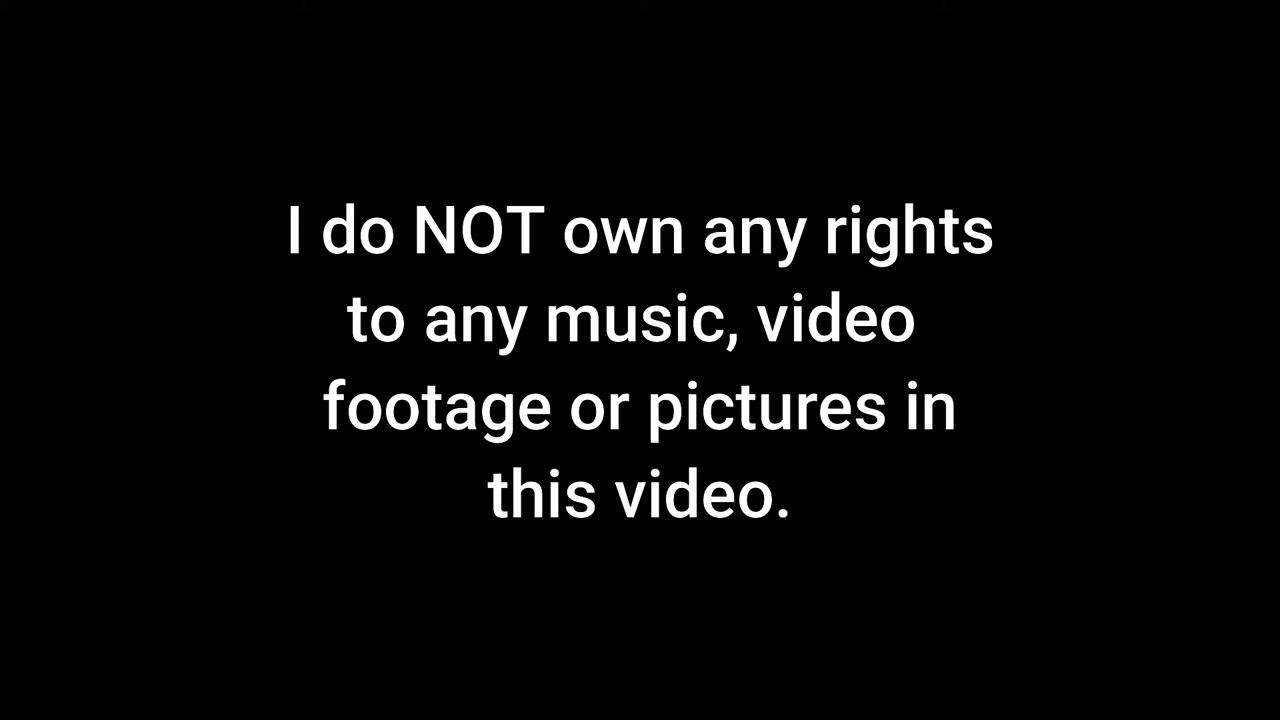 I do NOT own any rights
to any music, video
footage or pictures in
this video.